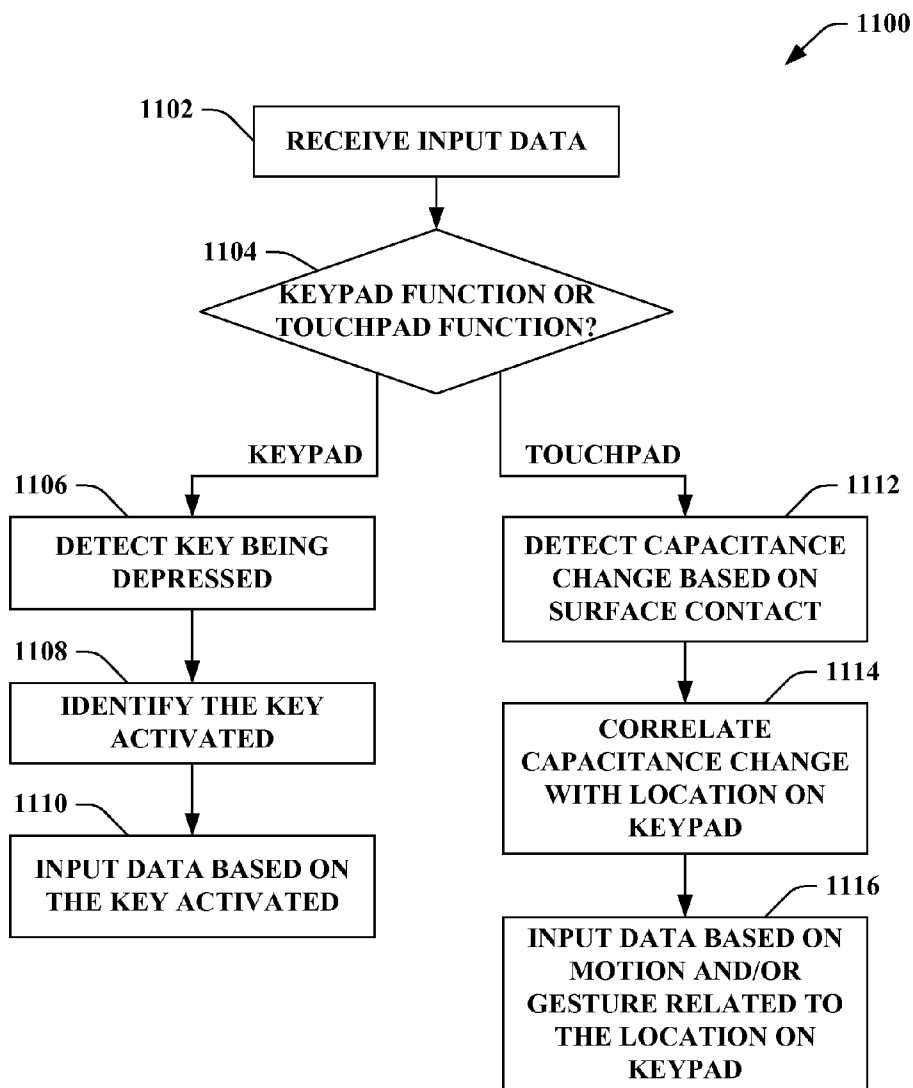 1100
1102
RECEIVE INPUT DATA
1104
KEYPAD FUNCTION OR
TOUCHPAD FUNCTION?
KEYPAD
TOUCHPAD
1106
DETECT KEY BEING
DEPRESSED
1108
IDENTIFY THE KEY
ACTIVATED
1110
INPUT DATA BASED ON
THE KEY ACTIVATED
1112
DETECT CAPACITANCE
CHANGE BASED ON
SURFACE CONTACT
1114
CORRELATE
CAPACITANCE CHANGE
WITH LOCATION ON
KEYPAD
1116
INPUT DATA BASED ON
MOTION AND/OR
GESTURE RELATED TO
THE LOCATION ON
KEYPAD